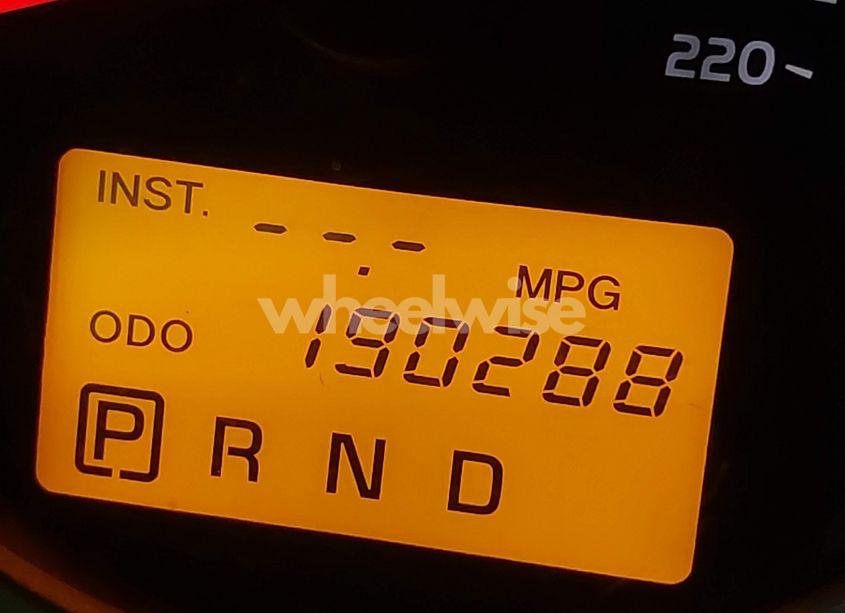 220
INST. --.- MPG
wheelwise
ODO 190288
P R N D